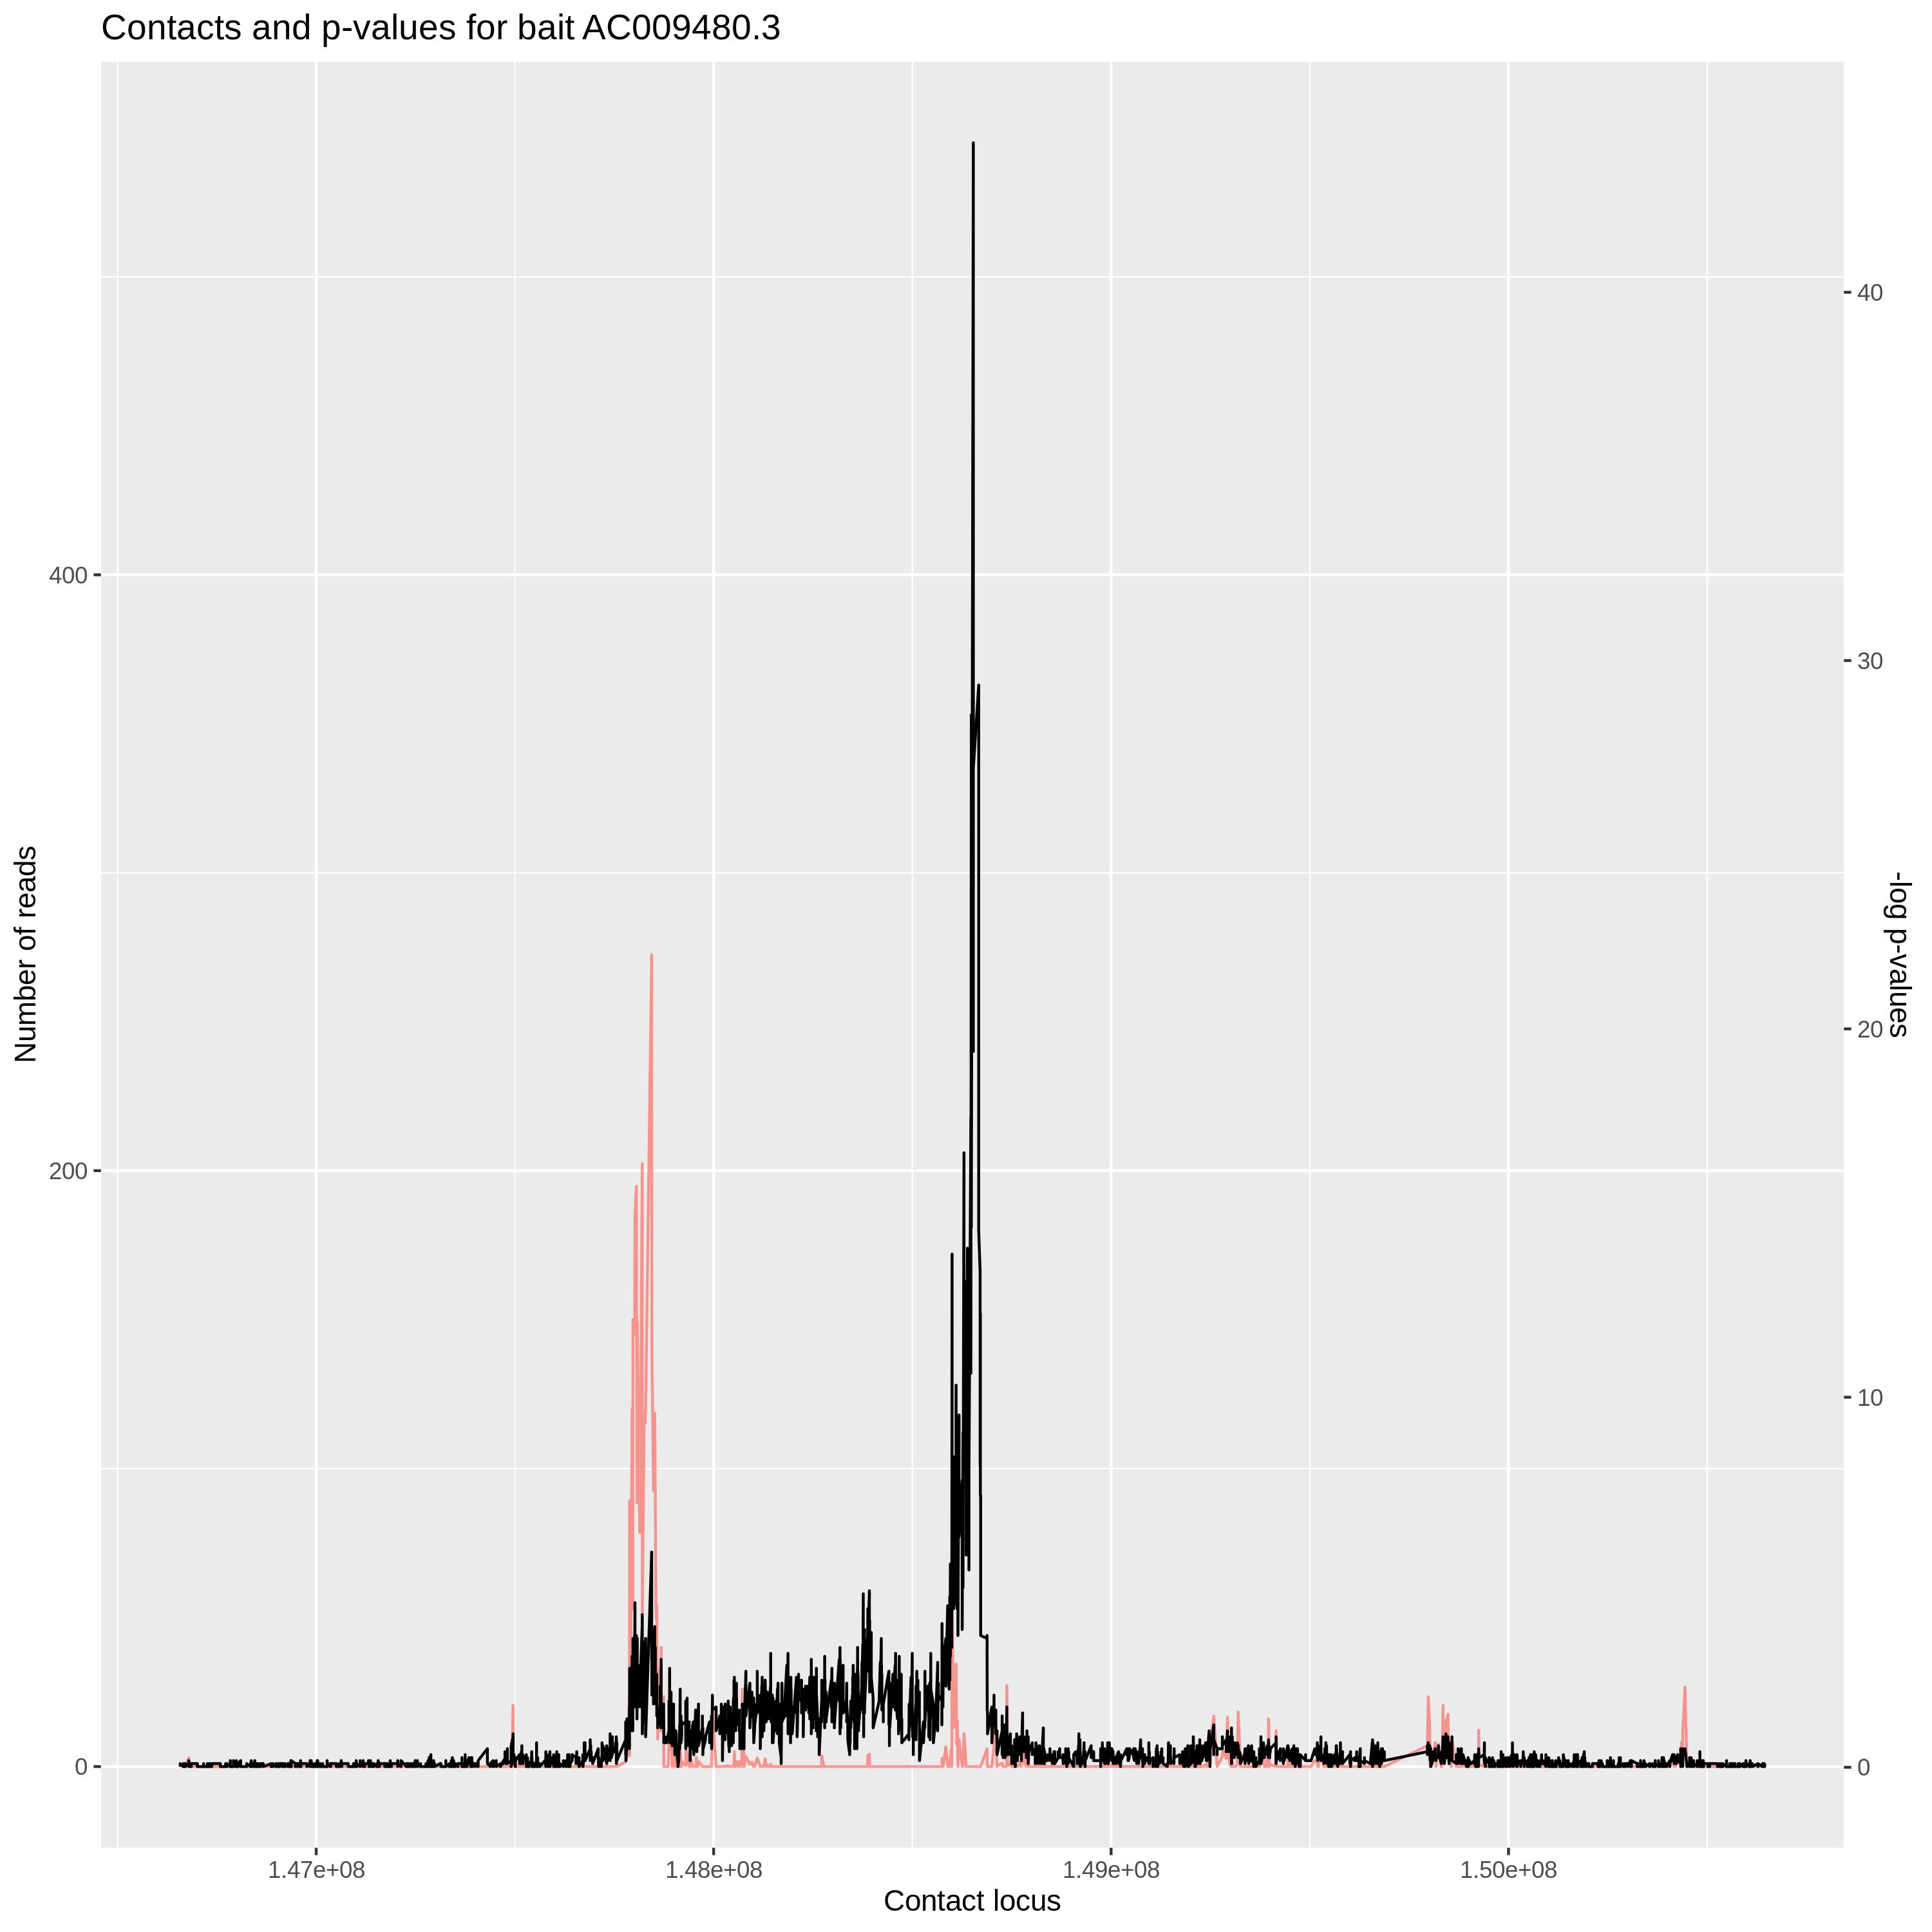 Contacts and p-values for bait AC009480.3
Number of reads
400
200
0
40
30
20
10
0
-log p-values
1.47e+08
1.48e+08
1.49e+08
1.50e+08
Contact locus